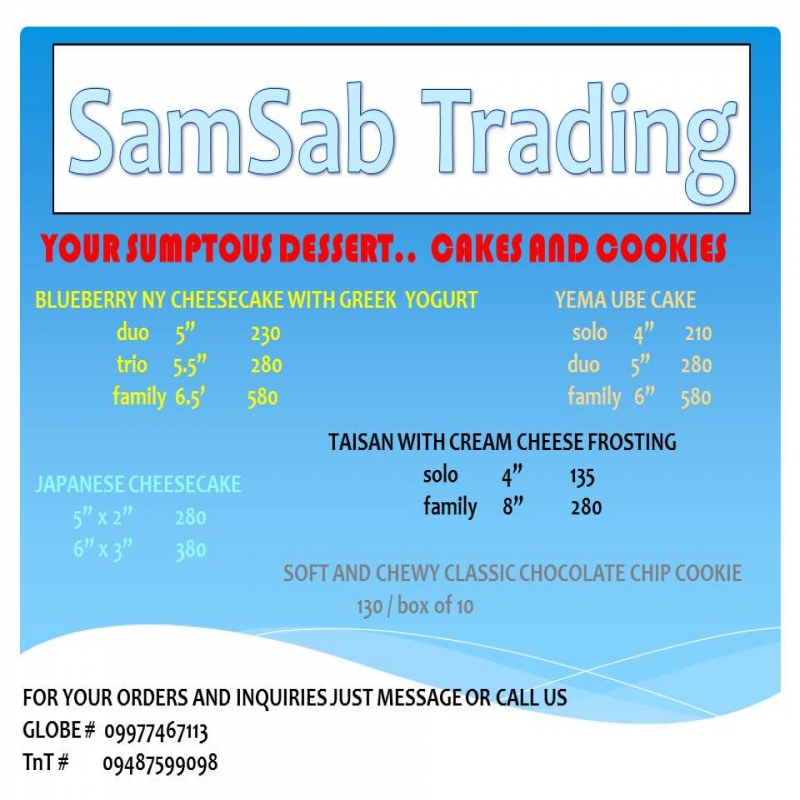 SamSab Trading
YOUR SUMPTOUS DESSERT.. CAKES AND COOKIES
BLUEBERRY NY CHEESECAKE WITH GREEK YOGURT
duo 5” 230
trio 5.5” 280
family 6.5’ 580
YEMA UBE CAKE
solo 4” 210
duo 5” 280
family 6” 580
TAISAN WITH CREAM CHEESE FROSTING
solo 4” 135
family 8” 280
JAPANESE CHEESECAKE
5” x 2” 280
6” x 3” 380
SOFT AND CHEWY CLASSIC CHOCOLATE CHIP COOKIE
130 / box of 10
FOR YOUR ORDERS AND INQUIRIES JUST MESSAGE OR CALL US
GLOBE # 09977467113
TnT # 09487599098